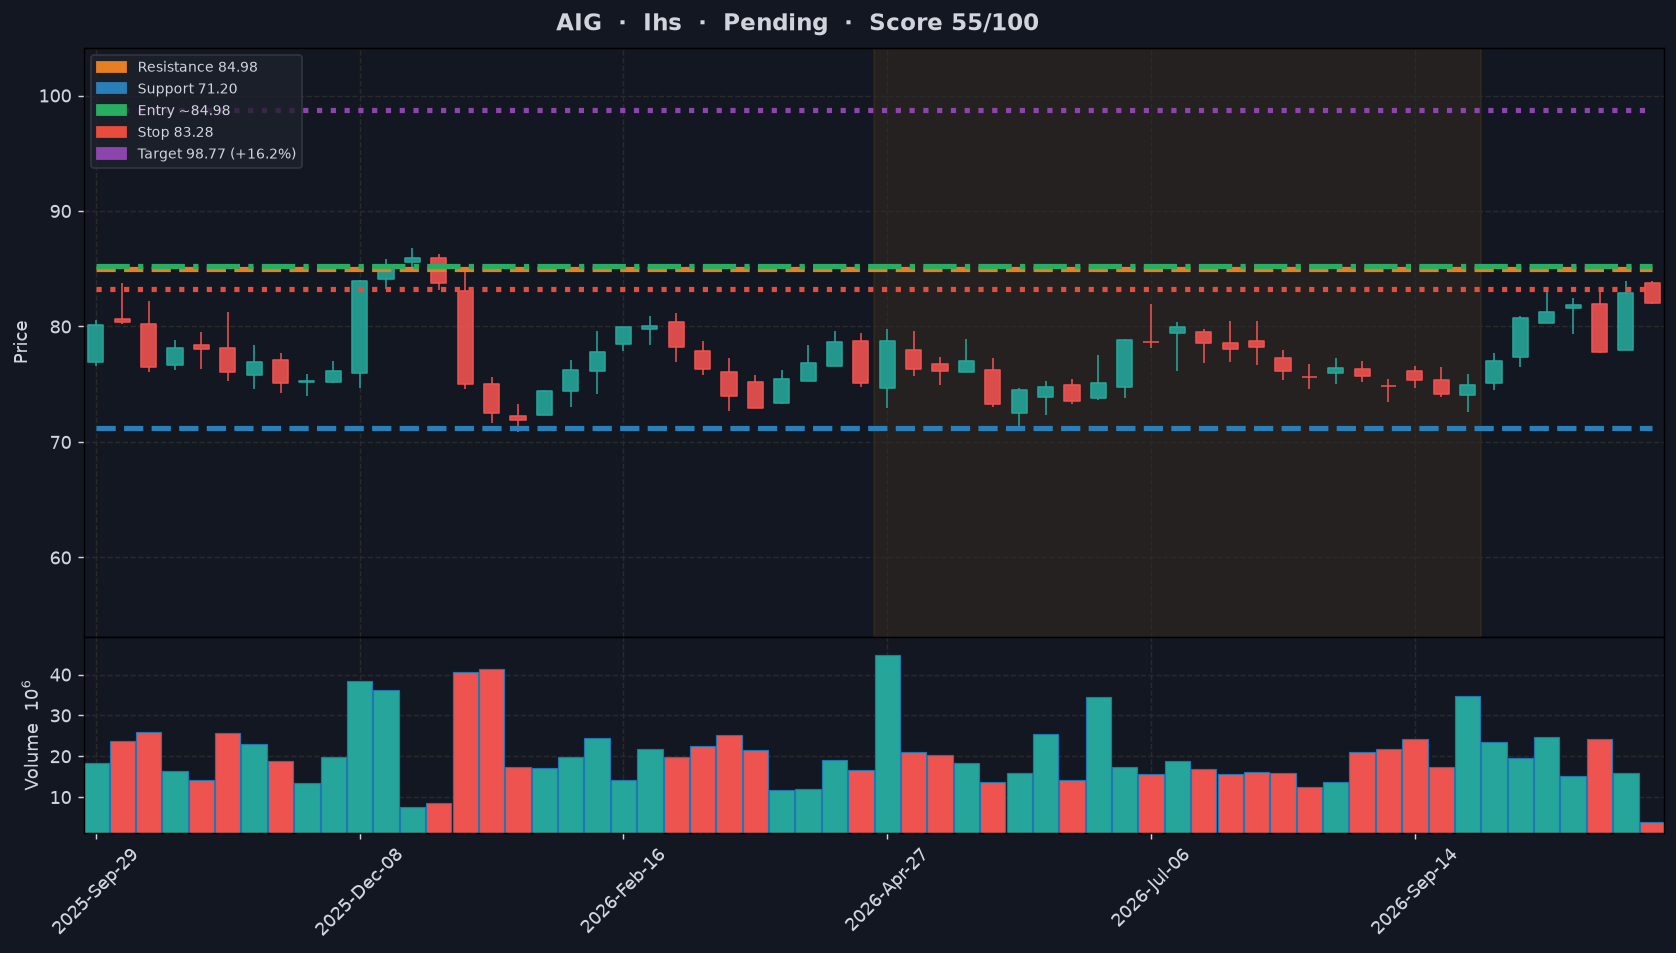 AIG · Ihs · Pending · Score 55/100
Resistance 84.98
Support 71.20
Entry ~84.98
Stop 83.28
Target 98.77 (+16.2%)
Price
100
90
80
70
60
Volume 10⁶
40
30
20
10
2025-Sep-29
2025-Dec-08
2026-Feb-16
2026-Apr-27
2026-Jul-06
2026-Sep-14